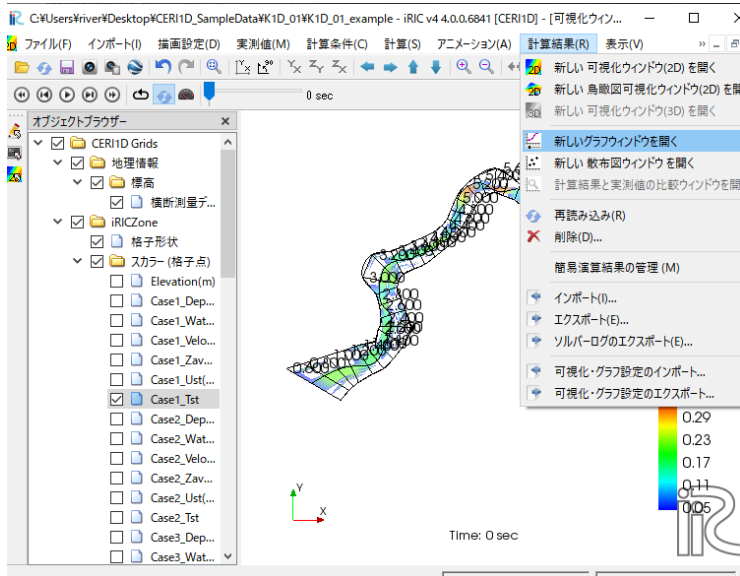 C:¥Users¥river¥Desktop¥CERI1D_SampleData¥K1D_01¥K1D_01_example - iRIC v4 4.0.0.6841 [CERI1D] - [可視化ウィン...
ファイル(F) インポート(I) 描画設定(D) 実測値(M) 計算条件(C) 計算(S) アニメーション(A) 計算結果(R) 表示(V) »
0 sec
オブジェクトブラウザー
CERI1D Grids
地理情報
標高
横断測量デ...
iRICZone
格子形状
スカラー (格子点)
Elevation(m)
Case1_Dep...
Case1_Wat...
Case1_Velo...
Case1_Zav...
Case1_Ust(...
Case1_Tst
Case2_Dep...
Case2_Wat...
Case2_Velo...
Case2_Zav...
Case2_Ust(...
Case2_Tst
Case3_Dep...
Case3_Wat...
新しい 可視化ウィンドウ(2D) を開く
新しい 鳥瞰図可視化ウィンドウ(2D) を開
新しい 可視化ウィンドウ(3D) を開く
新しいグラフウィンドウを開く
新しい 散布図ウィンドウ を開く
計算結果と実測値の比較ウィンドウを開
再読み込み(R)
削除(D)...
簡易演算結果の管理 (M)
インポート(I)...
エクスポート(E)...
ソルバーログのエクスポート(E)...
可視化・グラフ設定のインポート...
可視化・グラフ設定のエクスポート...
3.000
0.29
0.23
0.17
0.11
0.05
Y
X
Time: 0 sec
iRIC